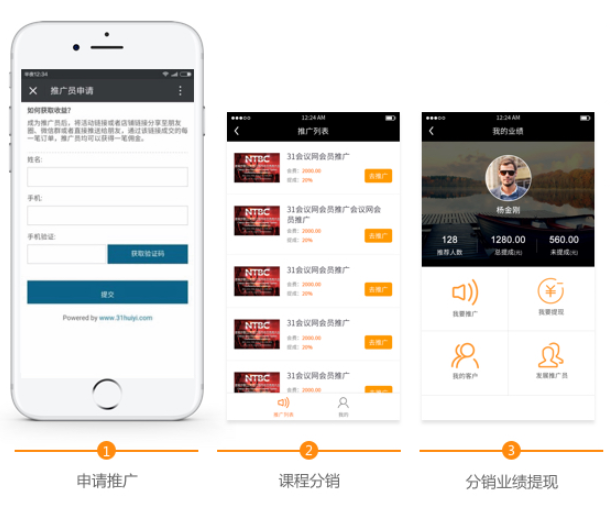 中国12:34
推广员申请
如何获取收益?
成为推广员后、将活动链接或者店铺链接分享至朋友
圈、微信群或者直接推送给朋友，通过该链接成交的每
一笔订单，推广员均可以获得一笔佣金。
姓名:
手机:
手机验证:
获取验证码
提交
Powered by www.31huiyi.com
12:24 AM
推广列表
NTBC
31会议网会员推广
会费: 2000.00
提成: 20%
去推广
NTBC
31会议网会员推广会议网会
员推广
会费: 2000.00
提成: 20%
去推广
NTBC
31会议网会员推广
会费: 2000.00
提成: 20%
去推广
NTBC
31会议网会员推广
会费: 2000.00
提成: 20%
去推广
NTBC
31会议网会员推广
会费: 2000.00
去推广
推广列表
我的
12:24 AM
我的业绩
杨金刚
128
1280.00
560.00
推荐人数
总提成(元)
未提成(元)
我要推广
我要提现
我的客户
发展推广员
1
2
3
申请推广
课程分销
分销业绩提现